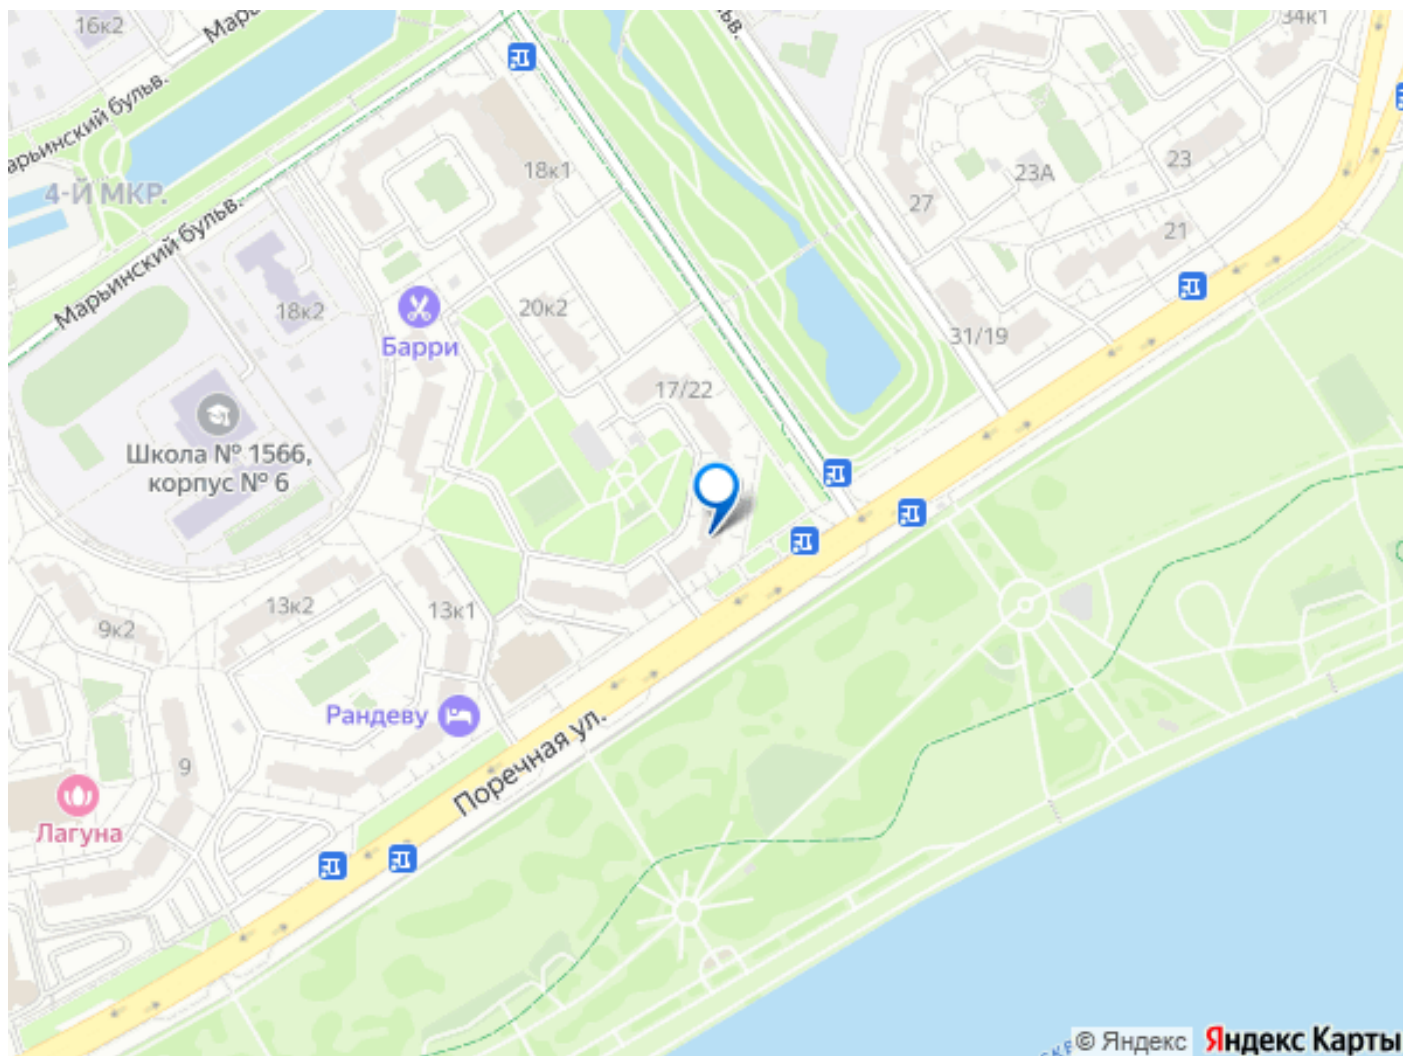 16к2
34к1
Марьинский бульв.
4-Й МКР.
18к1
23
23А
27
21
Марьинский бульв.
18к2
20к2
Барри
31/19
17/22
Школа № 1566,
корпус № 6
13к2
13к1
9к2
Рандеву
9
Поречная ул.
Лагуна
© Яндекс
Яндекс Карты